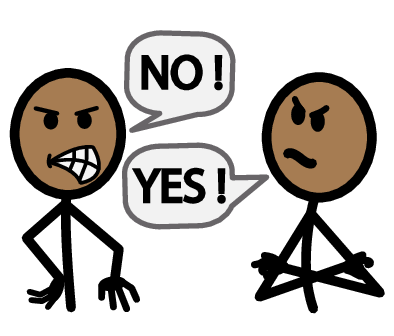 NO !
YES !